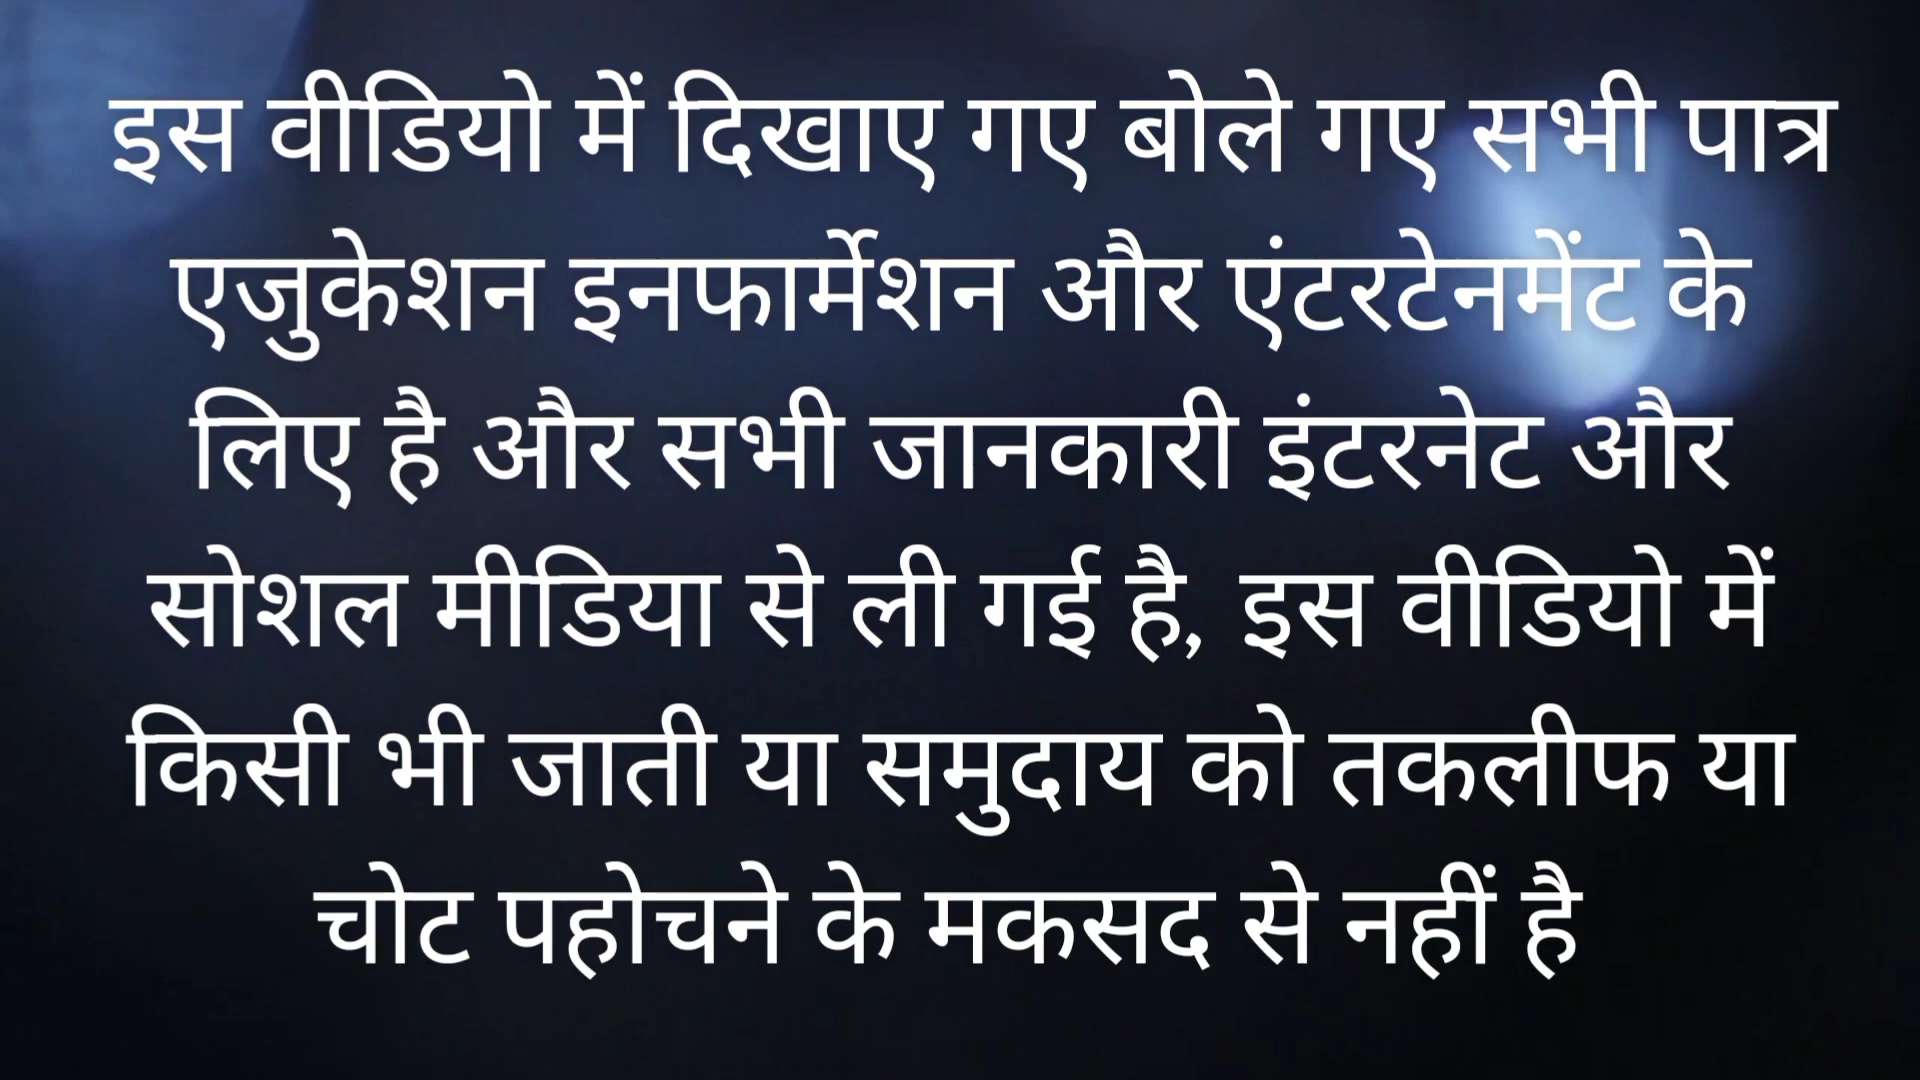 इस वीडियो में दिखाए गए बोले गए सभी पात्र
एजुकेशन इनफार्मेशन और एंटरटेनमेंट के
लिए है और सभी जानकारी इंटरनेट और
सोशल मीडिया से ली गई है, इस वीडियो में
किसी भी जाती या समुदाय को तकलीफ या
चोट पहोचने के मकसद से नहीं है